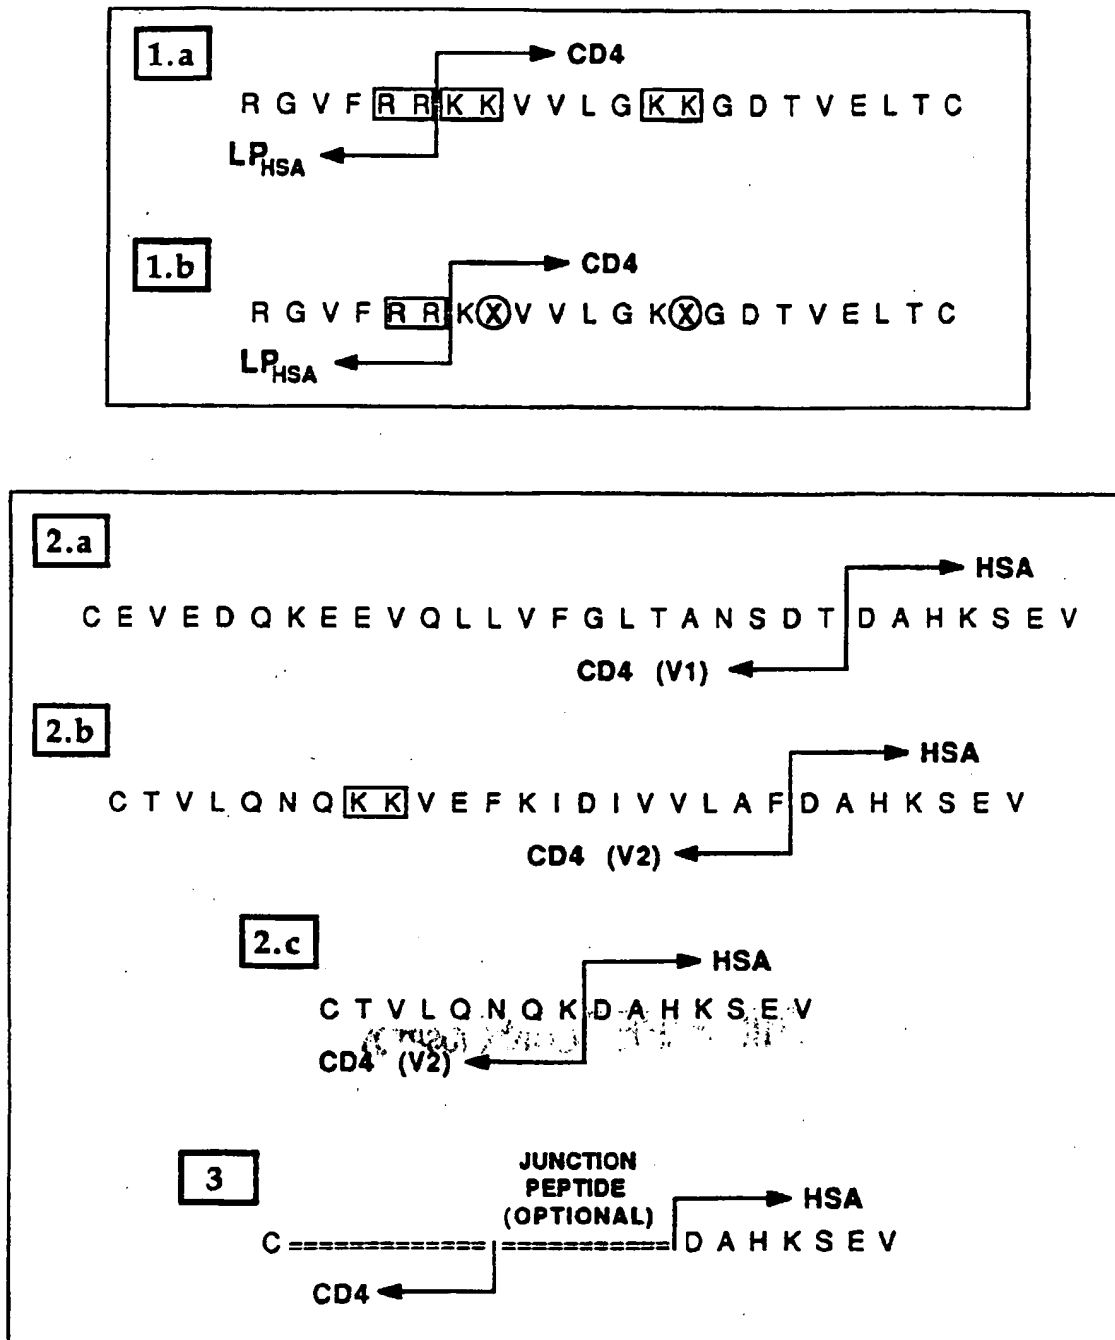 1.a
CD4
R G V F R R K K V V L G K K G D T V E L T C
LPHSA
1.b
CD4
R G V F R R K X V V L G K X G D T V E L T C
LPHSA
2.a
HSA
C E V E D Q K E E V Q L L V F G L T A N S D T D A H K S E V
CD4 (V1)
2.b
HSA
C T V L Q N Q K K V E F K I D I V V L A F D A H K S E V
CD4 (V2)
2.c
HSA
C T V L Q N Q K D A H K S E V
CD4 (V2)
3
JUNCTION
PEPTIDE
(OPTIONAL)
HSA
C D A H K S E V
CD4